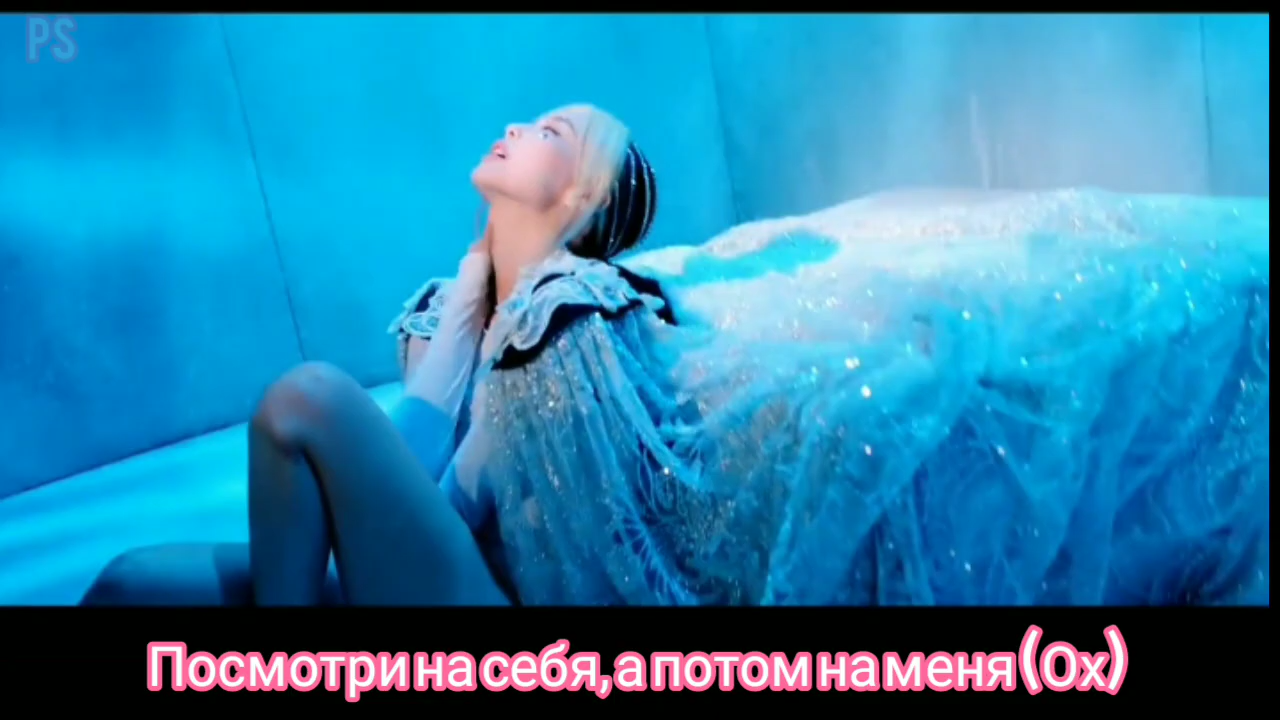 PS
Посмотри на себя, а потом на меня (Ох)